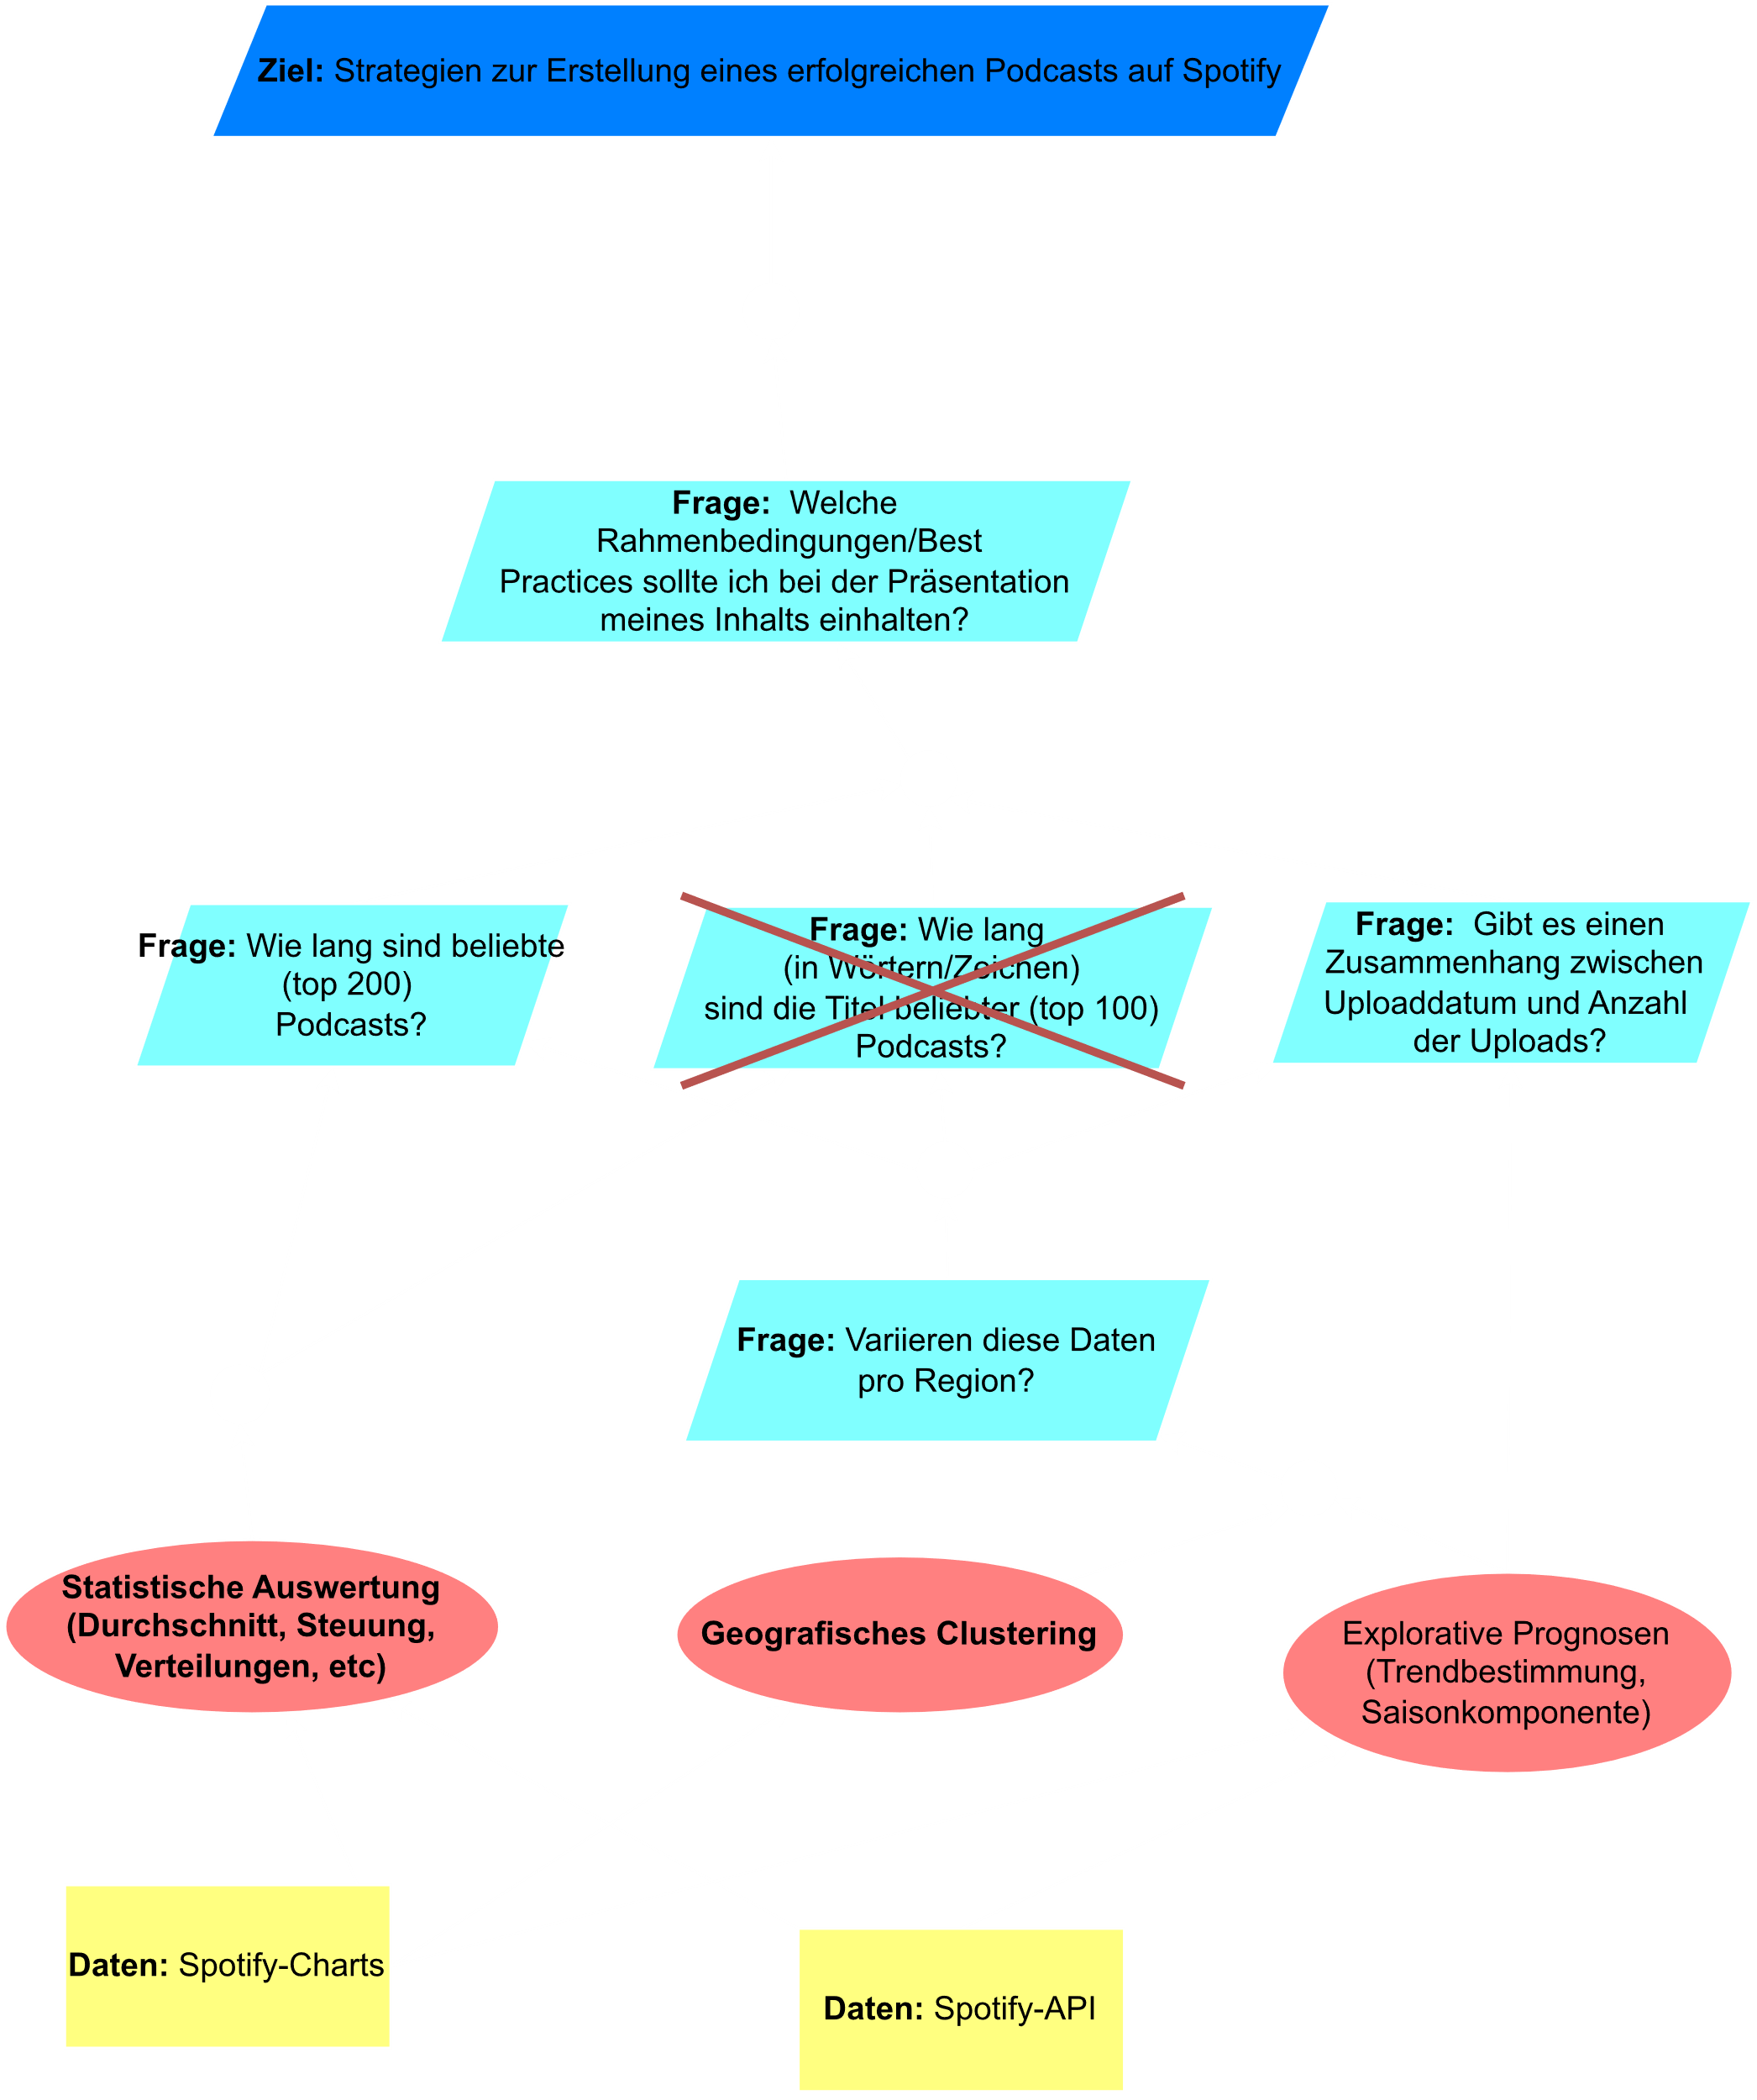 Ziel: Strategien zur Erstellung eines erfolgreichen Podcasts auf Spotify
Frage:  Welche
Rahmenbedingungen/Best
Practices sollte ich bei der Präsentation
meines Inhalts einhalten?
Frage: Wie lang sind beliebte
(top 200)
Podcasts?
Frage: Wie lang
(in Wörtern/Zeichen)
sind die Titel beliebter (top 100)
Podcasts?
Frage:  Gibt es einen
Zusammenhang zwischen
Uploaddatum und Anzahl
der Uploads?
Frage: Variieren diese Daten
pro Region?
Statistische Auswertung
(Durchschnitt, Steuung,
Verteilungen, etc)
Geografisches Clustering
Explorative Prognosen
(Trendbestimmung,
Saisonkomponente)
Daten: Spotify-Charts
Daten: Spotify-API